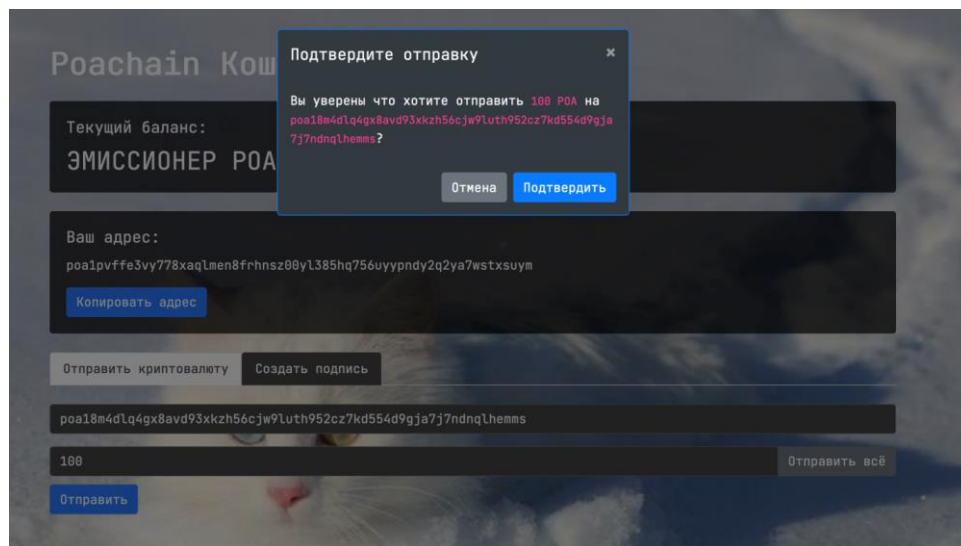 Poachain Кош
Подтвердите отправку ×
Вы уверены что хотите отправить 100 POA на
poa18m4dlq4gx8avd93xkzh56cjw9luth952cz7kd554d9gja
7j7ndnqlhemms?
Отмена Подтвердить
Текущий баланс:
ЭМИССИОНЕР POA
Ваш адрес:
poa1pvffe3vy778xaqlmen8frhnsz00yl385hq756uyypndy2q2ya7wstxsuym
Копировать адрес
Отправить криптовалюту Создать подпись
poa18m4dlq4gx8avd93xkzh56cjw9luth952cz7kd554d9gja7j7ndnqlhemms
100 Отправить всё
Отправить